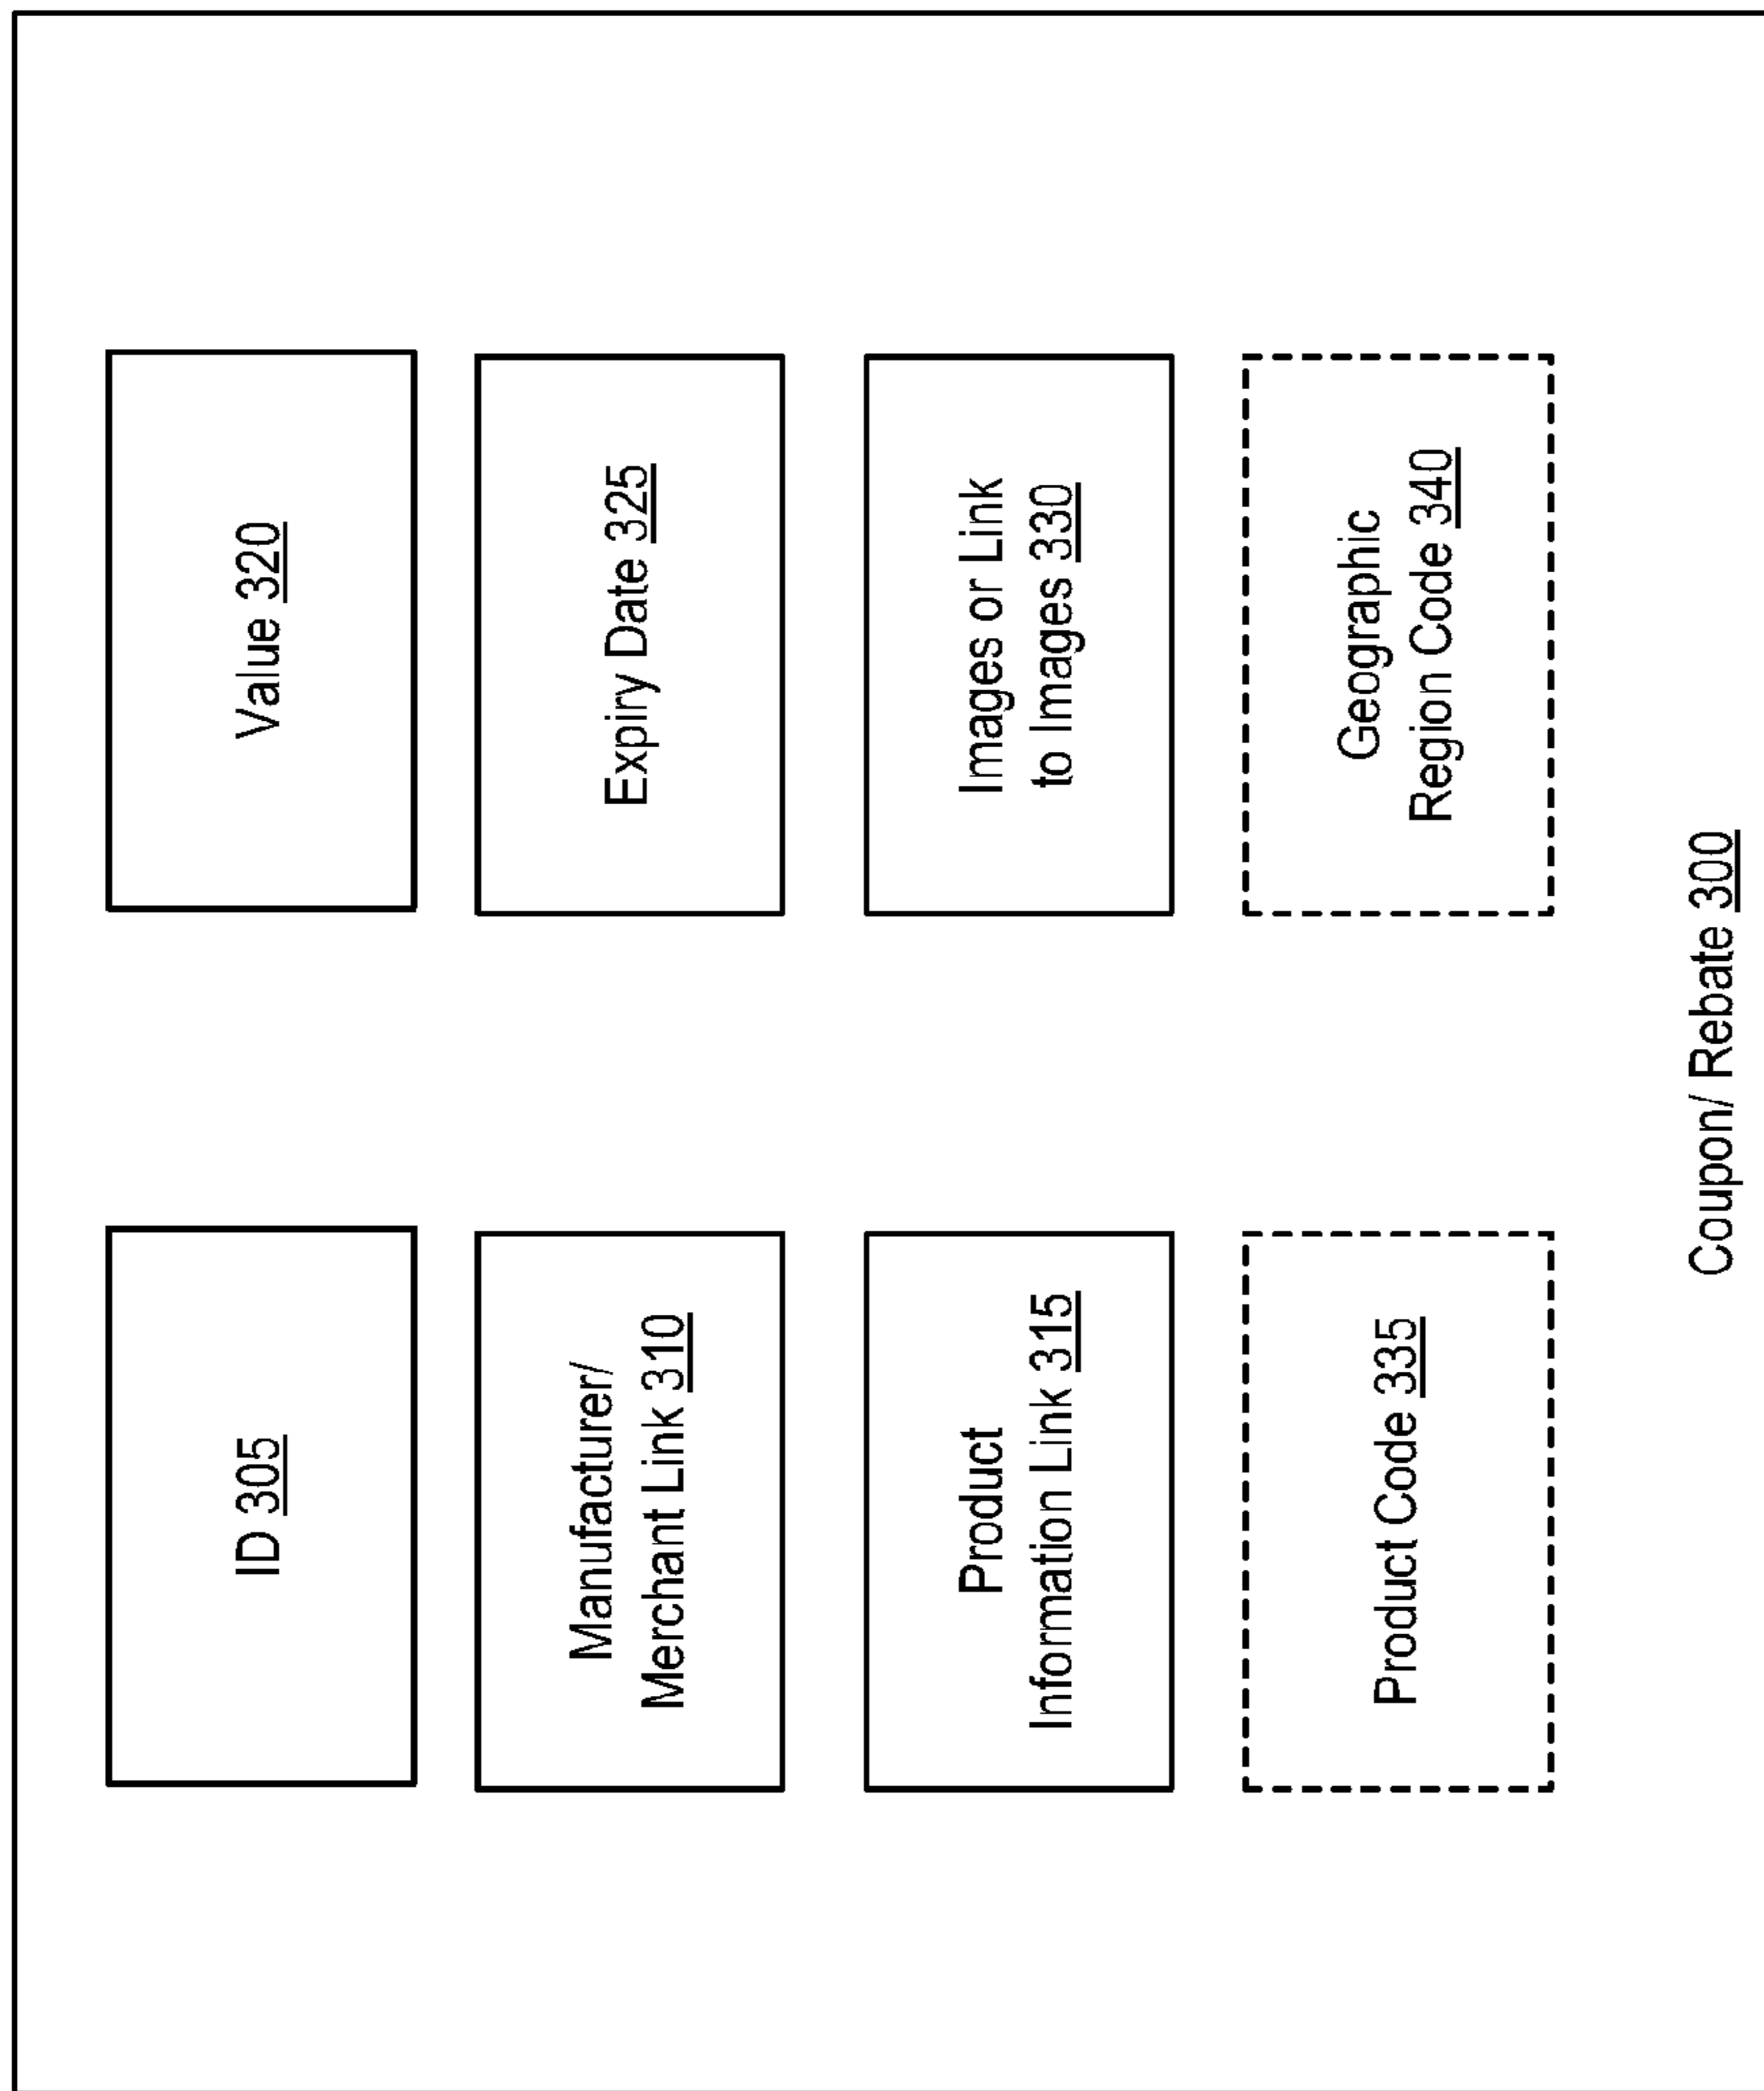 ID 305
Value 320
Manufacturer/
Merchant Link 310
Expiry Date 325
Product
Information Link 315
Images or Link
to Images 330
Product Code 335
Geographic
Region Code 340
Coupon/ Rebate 300